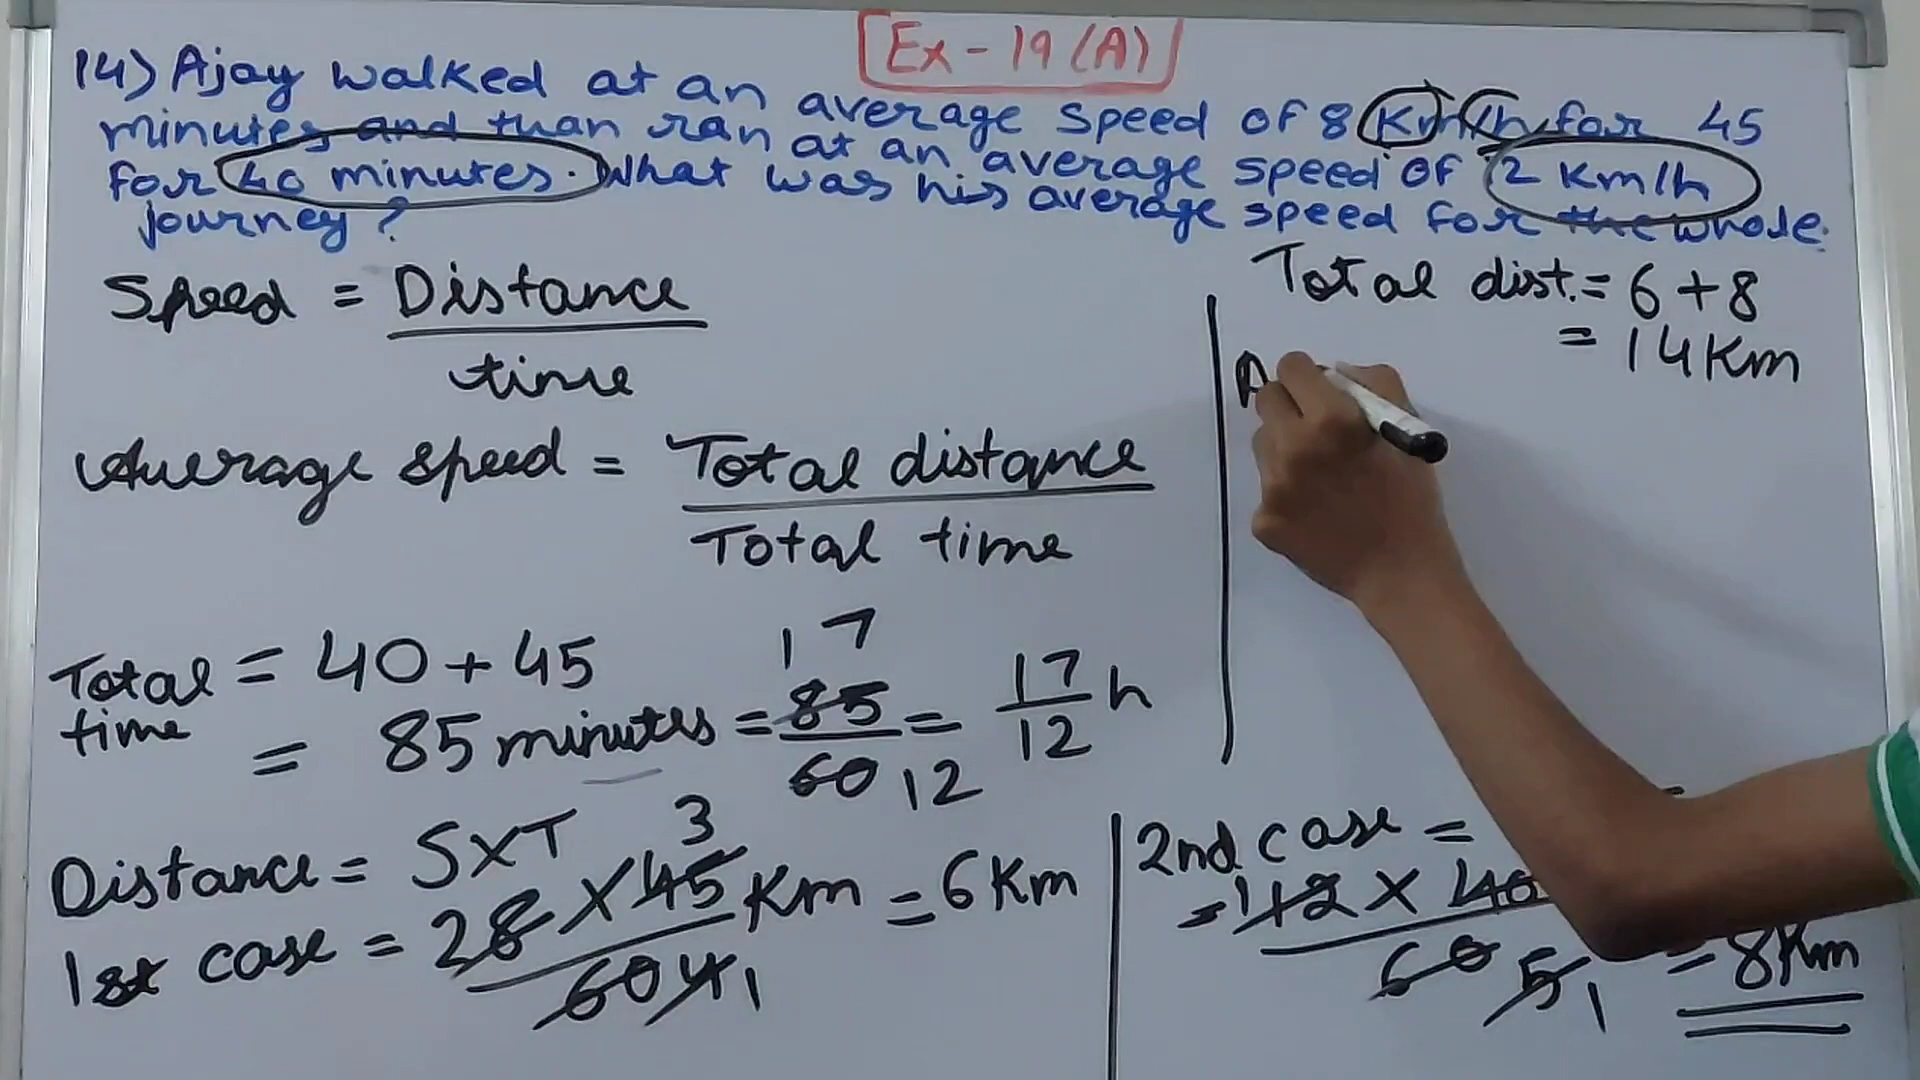 Ex - 19 (A)
14) Ajay walked at an average speed of 8 Km/h for 45
minutes and than ran at an average speed of 2 Km/h
for 40 minutes. What was his average speed for the whole.
journey ?
Speed = Distance
time
Average speed = Total distance
Total time
Total time = 40 + 45
= 85 minutes = 85/60 = 17/12 h
17
12
Distance = S×T
1st case = 8 × 45 Km = 6 Km
60
2 3
4 1
Total dist. = 6 + 8
= 14 Km
A
2nd case =
= 12 × 40
60 5 1
= 8 Km